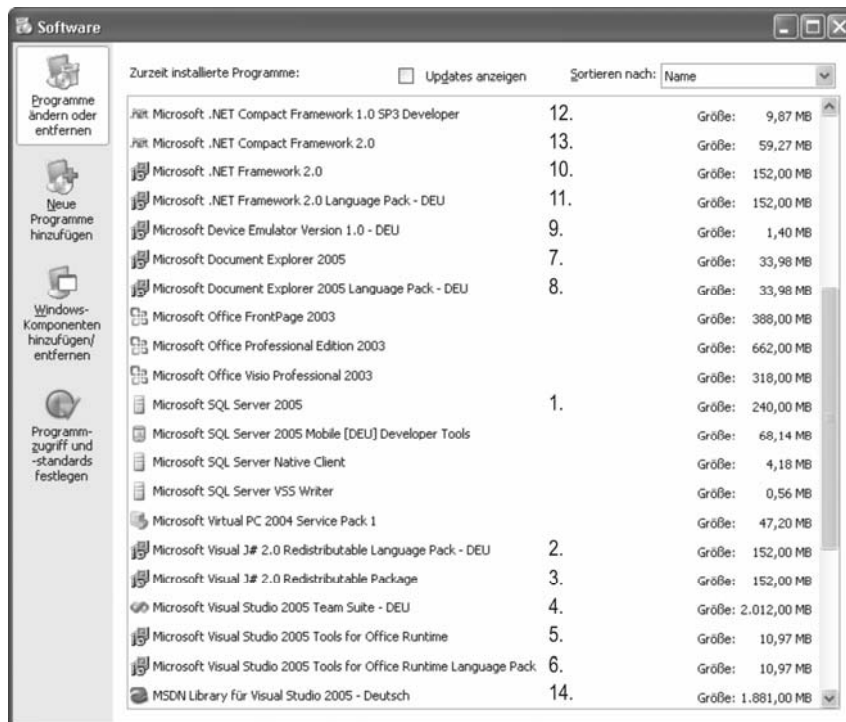 Software
Zurzeit installierte Programme:
Updates anzeigen
Sortieren nach: Name
Programme
ändern oder
entfernen
Neue
Programme
hinzufügen
Windows-
Komponenten
hinzufügen/
entfernen
Programm-
zugriff und
-standards
festlegen
Microsoft .NET Compact Framework 1.0 SP3 Developer 12. Größe: 9,87 MB
Microsoft .NET Compact Framework 2.0 13. Größe: 59,27 MB
Microsoft .NET Framework 2.0 10. Größe: 152,00 MB
Microsoft .NET Framework 2.0 Language Pack - DEU 11. Größe: 152,00 MB
Microsoft Device Emulator Version 1.0 - DEU 9. Größe: 1,40 MB
Microsoft Document Explorer 2005 7. Größe: 33,98 MB
Microsoft Document Explorer 2005 Language Pack - DEU 8. Größe: 33,98 MB
Microsoft Office FrontPage 2003 Größe: 388,00 MB
Microsoft Office Professional Edition 2003 Größe: 662,00 MB
Microsoft Office Visio Professional 2003 Größe: 318,00 MB
Microsoft SQL Server 2005 1. Größe: 240,00 MB
Microsoft SQL Server 2005 Mobile [DEU] Developer Tools Größe: 68,14 MB
Microsoft SQL Server Native Client Größe: 4,18 MB
Microsoft SQL Server VSS Writer Größe: 0,56 MB
Microsoft Virtual PC 2004 Service Pack 1 Größe: 47,20 MB
Microsoft Visual J# 2.0 Redistributable Language Pack - DEU 2. Größe: 152,00 MB
Microsoft Visual J# 2.0 Redistributable Package 3. Größe: 152,00 MB
Microsoft Visual Studio 2005 Team Suite - DEU 4. Größe: 2.012,00 MB
Microsoft Visual Studio 2005 Tools for Office Runtime 5. Größe: 10,97 MB
Microsoft Visual Studio 2005 Tools for Office Runtime Language Pack 6. Größe: 10,97 MB
MSDN Library für Visual Studio 2005 - Deutsch 14. Größe: 1.881,00 MB